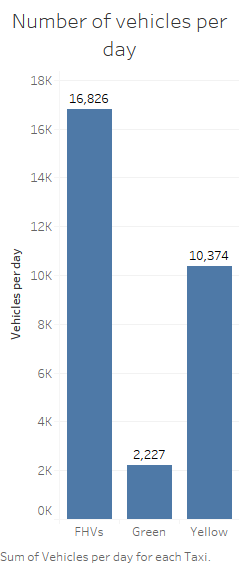 Number of vehicles per
day
18K
16,826
16K
14K
12K
10,374
10K
Vehicles per day
8K
6K
4K
2,227
2K
0K
FHVs Green Yellow
Sum of Vehicles per day for each Taxi.